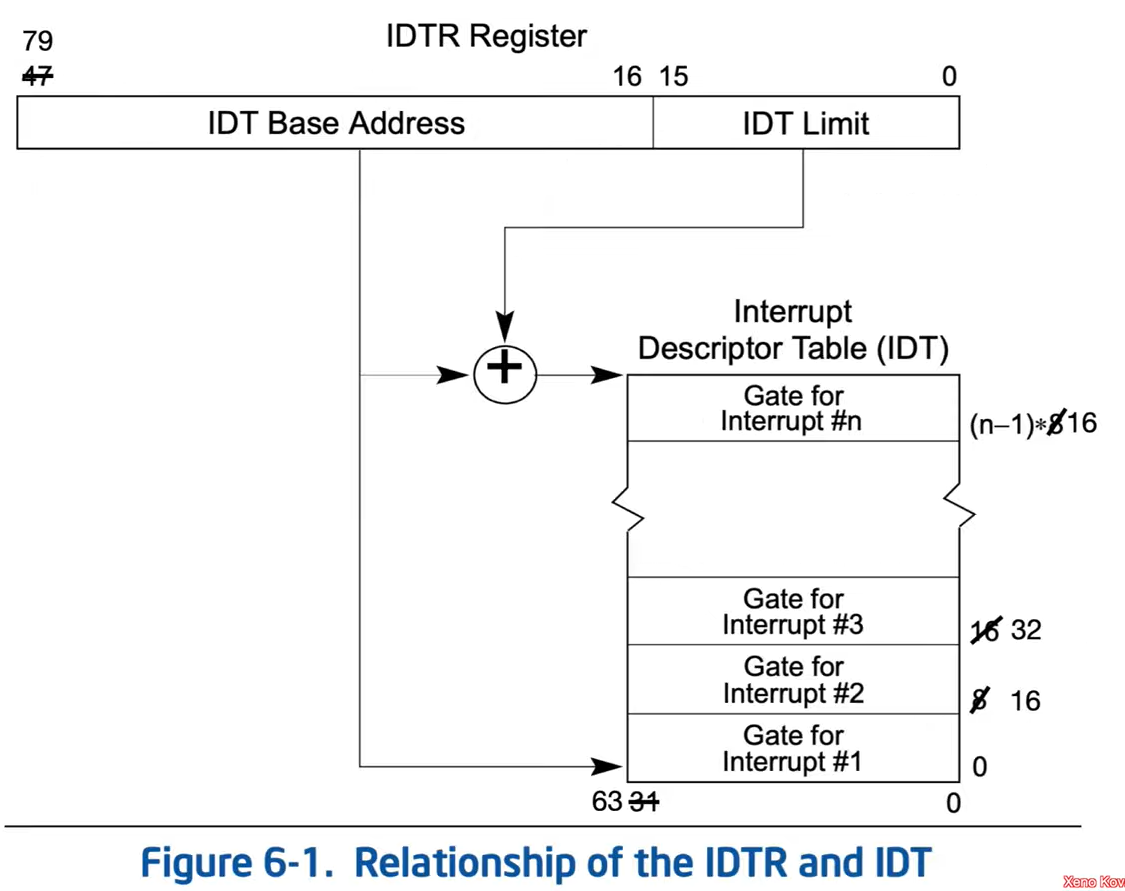 79
IDTR Register
47
16 15
0
IDT Base Address
IDT Limit
+
Interrupt
Descriptor Table (IDT)
Gate for
Interrupt #n
(n−1)*8 16
Gate for
Interrupt #3
16 32
Gate for
Interrupt #2
8 16
Gate for
Interrupt #1
0
63 31
0
Figure 6-1. Relationship of the IDTR and IDT
Xeno Kov